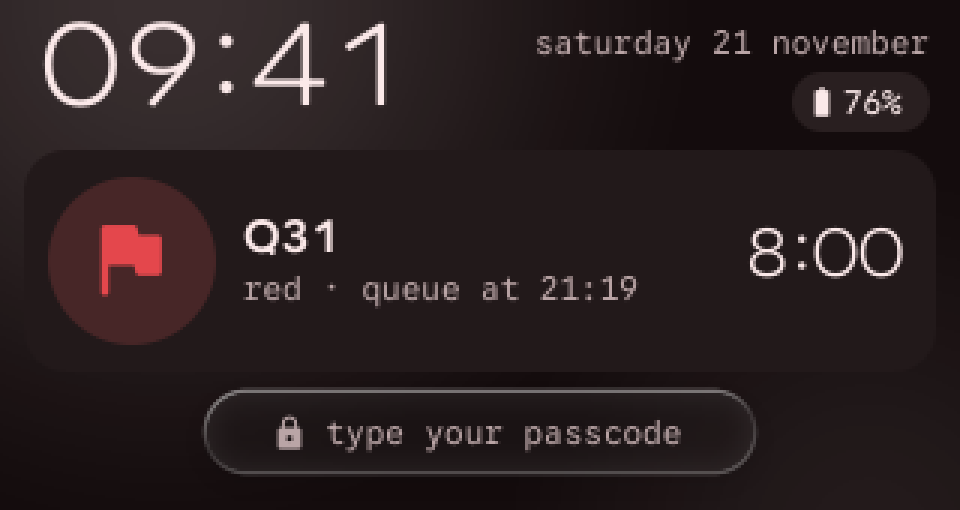 09:41
saturday 21 november
76%
Q31
red · queue at 21:19
8:00
type your passcode